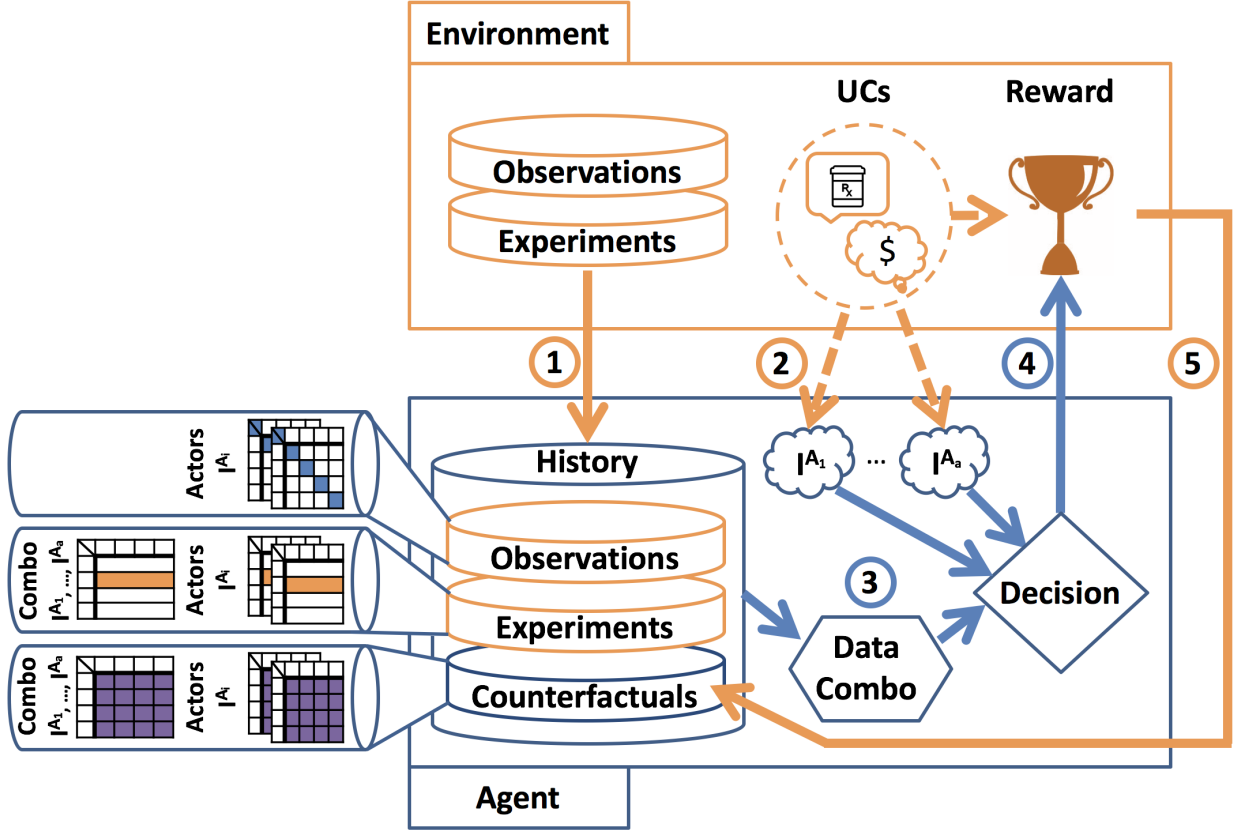 Environment
UCs
Reward
Observations
Experiments
Rx
$
1
2
4
5
History
I^A1
...
I^Aa
Actors
I^Ai
Observations
Combo
I^A1, ..., I^Aa
Actors
I^Ai
Experiments
3
Decision
Data
Combo
Combo
I^A1, ..., I^Aa
Actors
I^Ai
Counterfactuals
Agent